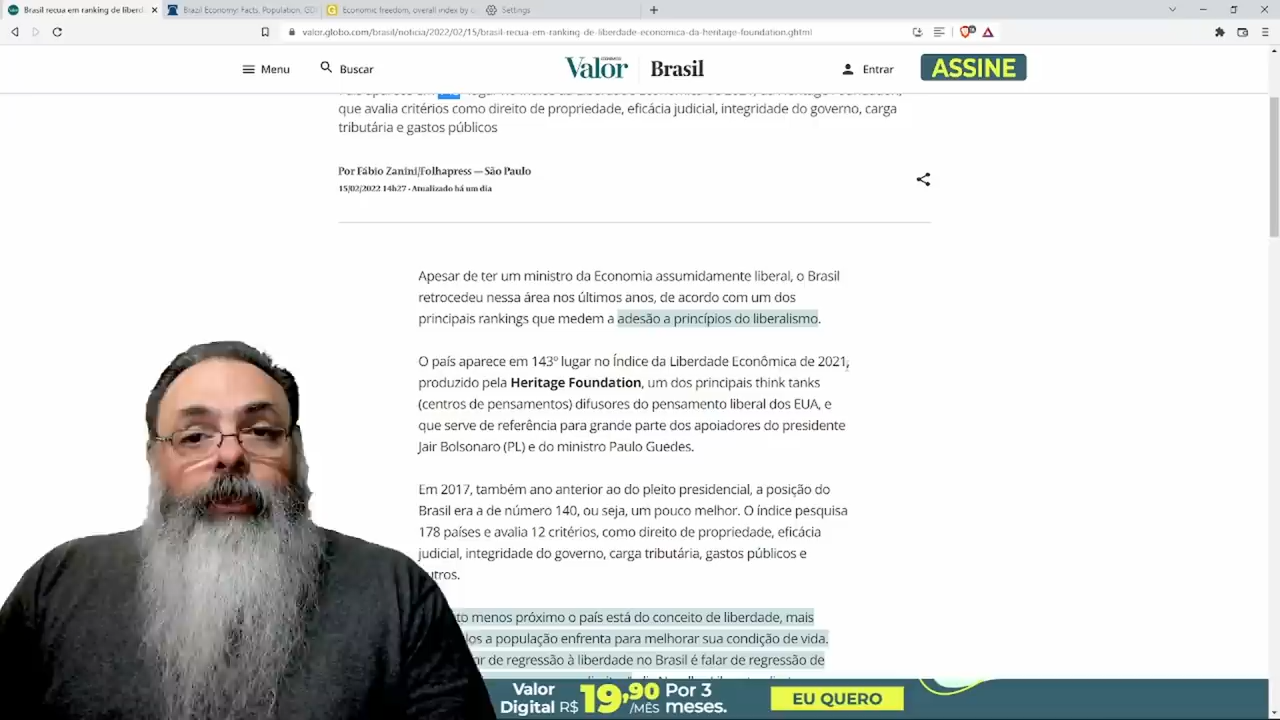 Brasil recua em ranking de liberd
Brazil Economy: Facts, Population, GD
Economic freedom, overall index by c
Settings
valor.globo.com/brasil/noticia/2022/02/15/brasil-recua-em-ranking-de-liberdade-economica-da-heritage-foundation.ghtml
Menu
Buscar
Valor
Brasil
Entrar
ASSINE
que avalia critérios como direito de propriedade, eficácia judicial, integridade do governo, carga
tributária e gastos públicos
Por Fábio Zanini/Folhapress — São Paulo
15/02/2022 14h27 · Atualizado há um dia
Apesar de ter um ministro da Economia assumidamente liberal, o Brasil
retrocedeu nessa área nos últimos anos, de acordo com um dos
principais rankings que medem a adesão a princípios do liberalismo.
O país aparece em 143º lugar no Índice da Liberdade Econômica de 2021,
produzido pela Heritage Foundation, um dos principais think tanks
(centros de pensamentos) difusores do pensamento liberal dos EUA, e
que serve de referência para grande parte dos apoiadores do presidente
Jair Bolsonaro (PL) e do ministro Paulo Guedes.
Em 2017, também ano anterior ao do pleito presidencial, a posição do
Brasil era a de número 140, ou seja, um pouco melhor. O índice pesquisa
178 países e avalia 12 critérios, como direito de propriedade, eficácia
judicial, integridade do governo, carga tributária, gastos públicos e
outros.
to menos próximo o país está do conceito de liberdade, mais
a população enfrenta para melhorar sua condição de vida.
ar de regressão à liberdade no Brasil é falar de regressão de
Valor
Digital R$ 19,90 /MÊS Por 3
meses.
EU QUERO